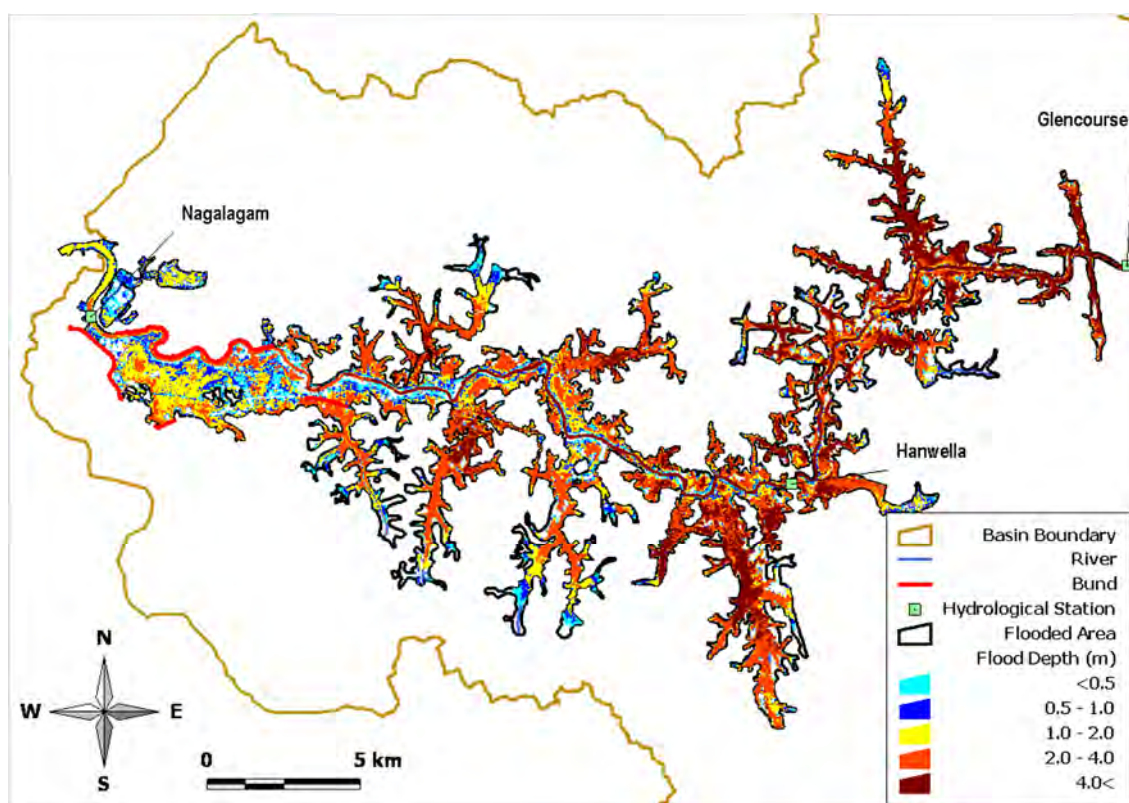 Glencourse
Nagalagam
Hanwella
Basin Boundary
River
Bund
Hydrological Station
Flooded Area
Flood Depth (m)
<0.5
0.5 - 1.0
1.0 - 2.0
2.0 - 4.0
4.0<
N
W E
S
0 5 km